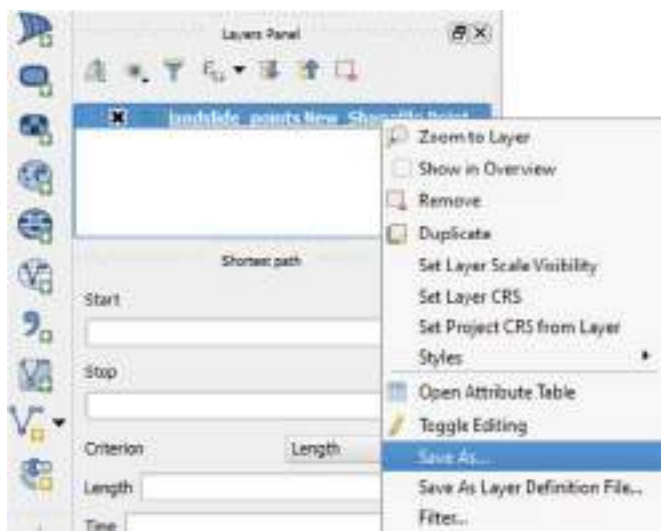 Layers Panel
landslide_points New_Shapefile Point
Zoom to Layer
Show in Overview
Remove
Duplicate
Set Layer Scale Visibility
Set Layer CRS
Set Project CRS from Layer
Styles
Open Attribute Table
Toggle Editing
Save As...
Save As Layer Definition File...
Filter...
Shortest path
Start
Stop
Criterion
Length
Length
Time